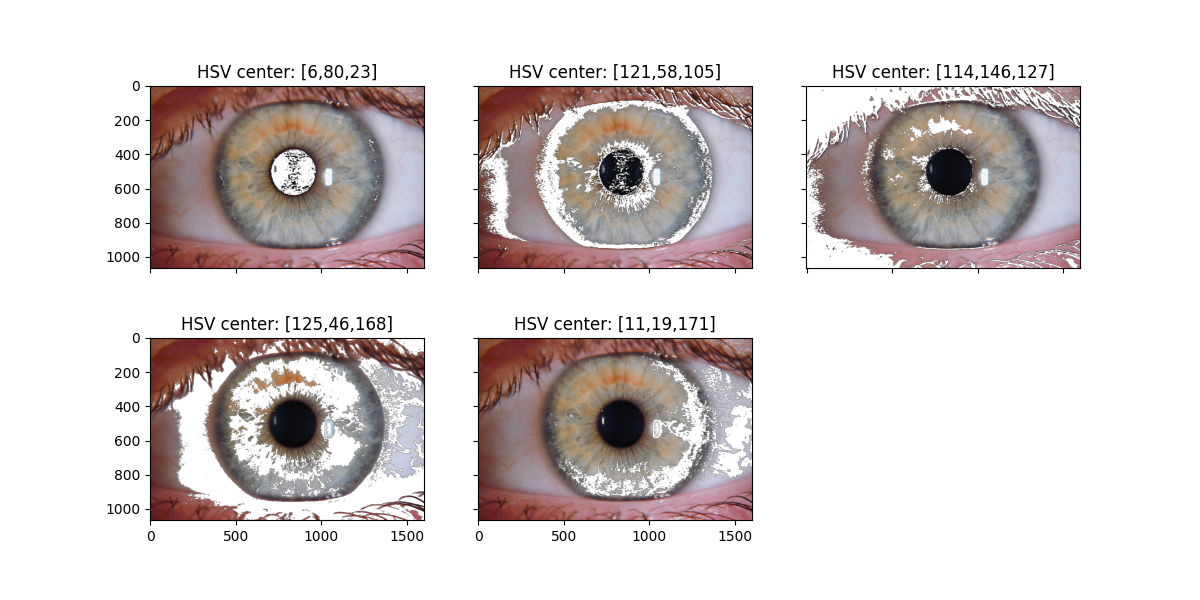 HSV center: [6,80,23]
HSV center: [121,58,105]
HSV center: [114,146,127]
0
200
400
600
800
1000
HSV center: [125,46,168]
HSV center: [11,19,171]
0
200
400
600
800
1000
0 500 1000 1500
0 500 1000 1500